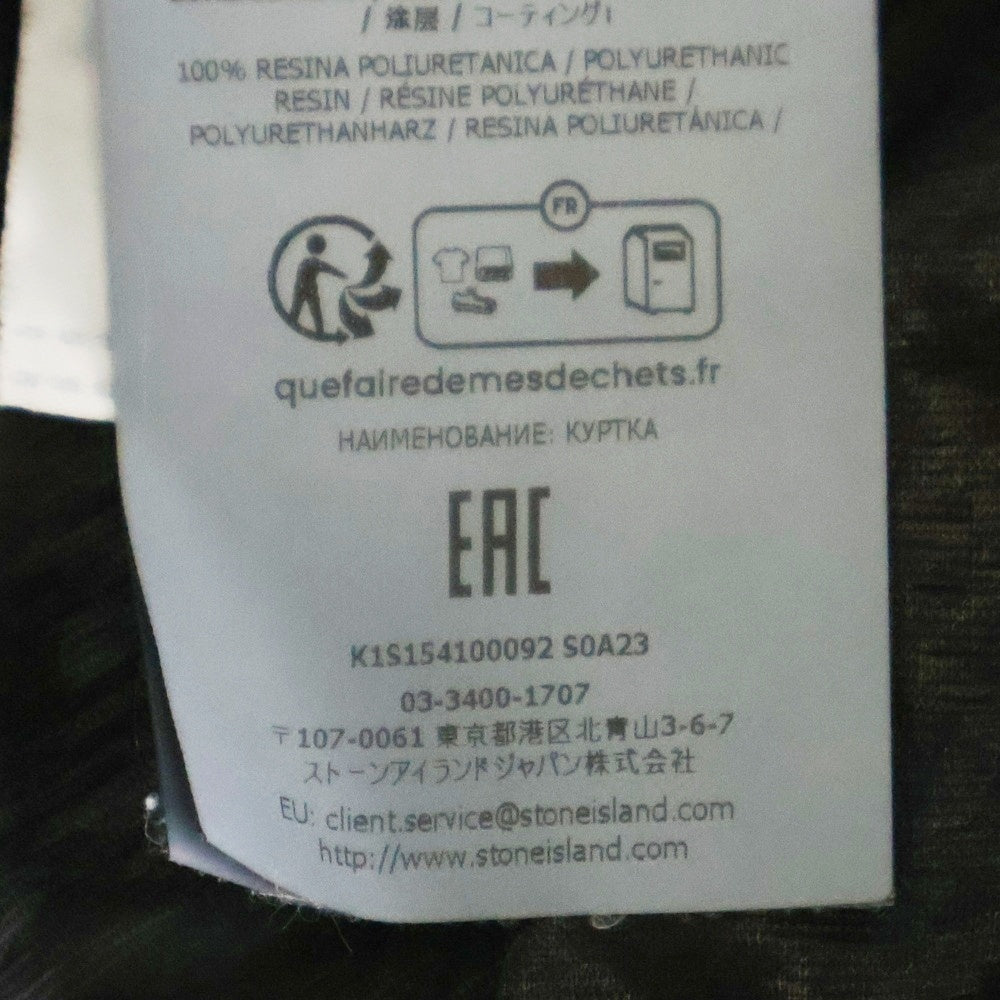 / 塗层 / コーティング:
100% RESINA POLIURETANICA / POLYURETHANIC
RESIN / RÉSINE POLYURÉTHANE /
POLYURETHANHARZ / RESINA POLIURETÁNICA /
FR
quefairedemesdechets.fr
НАИМЕНОВАНИЕ: КУРТКА
EAC
K1S154100092 S0A23
03-3400-1707
〒107-0061 東京都港区北青山3-6-7
ストーンアイランドジャパン株式会社
EU: client.service@stoneisland.com
http://www.stoneisland.com